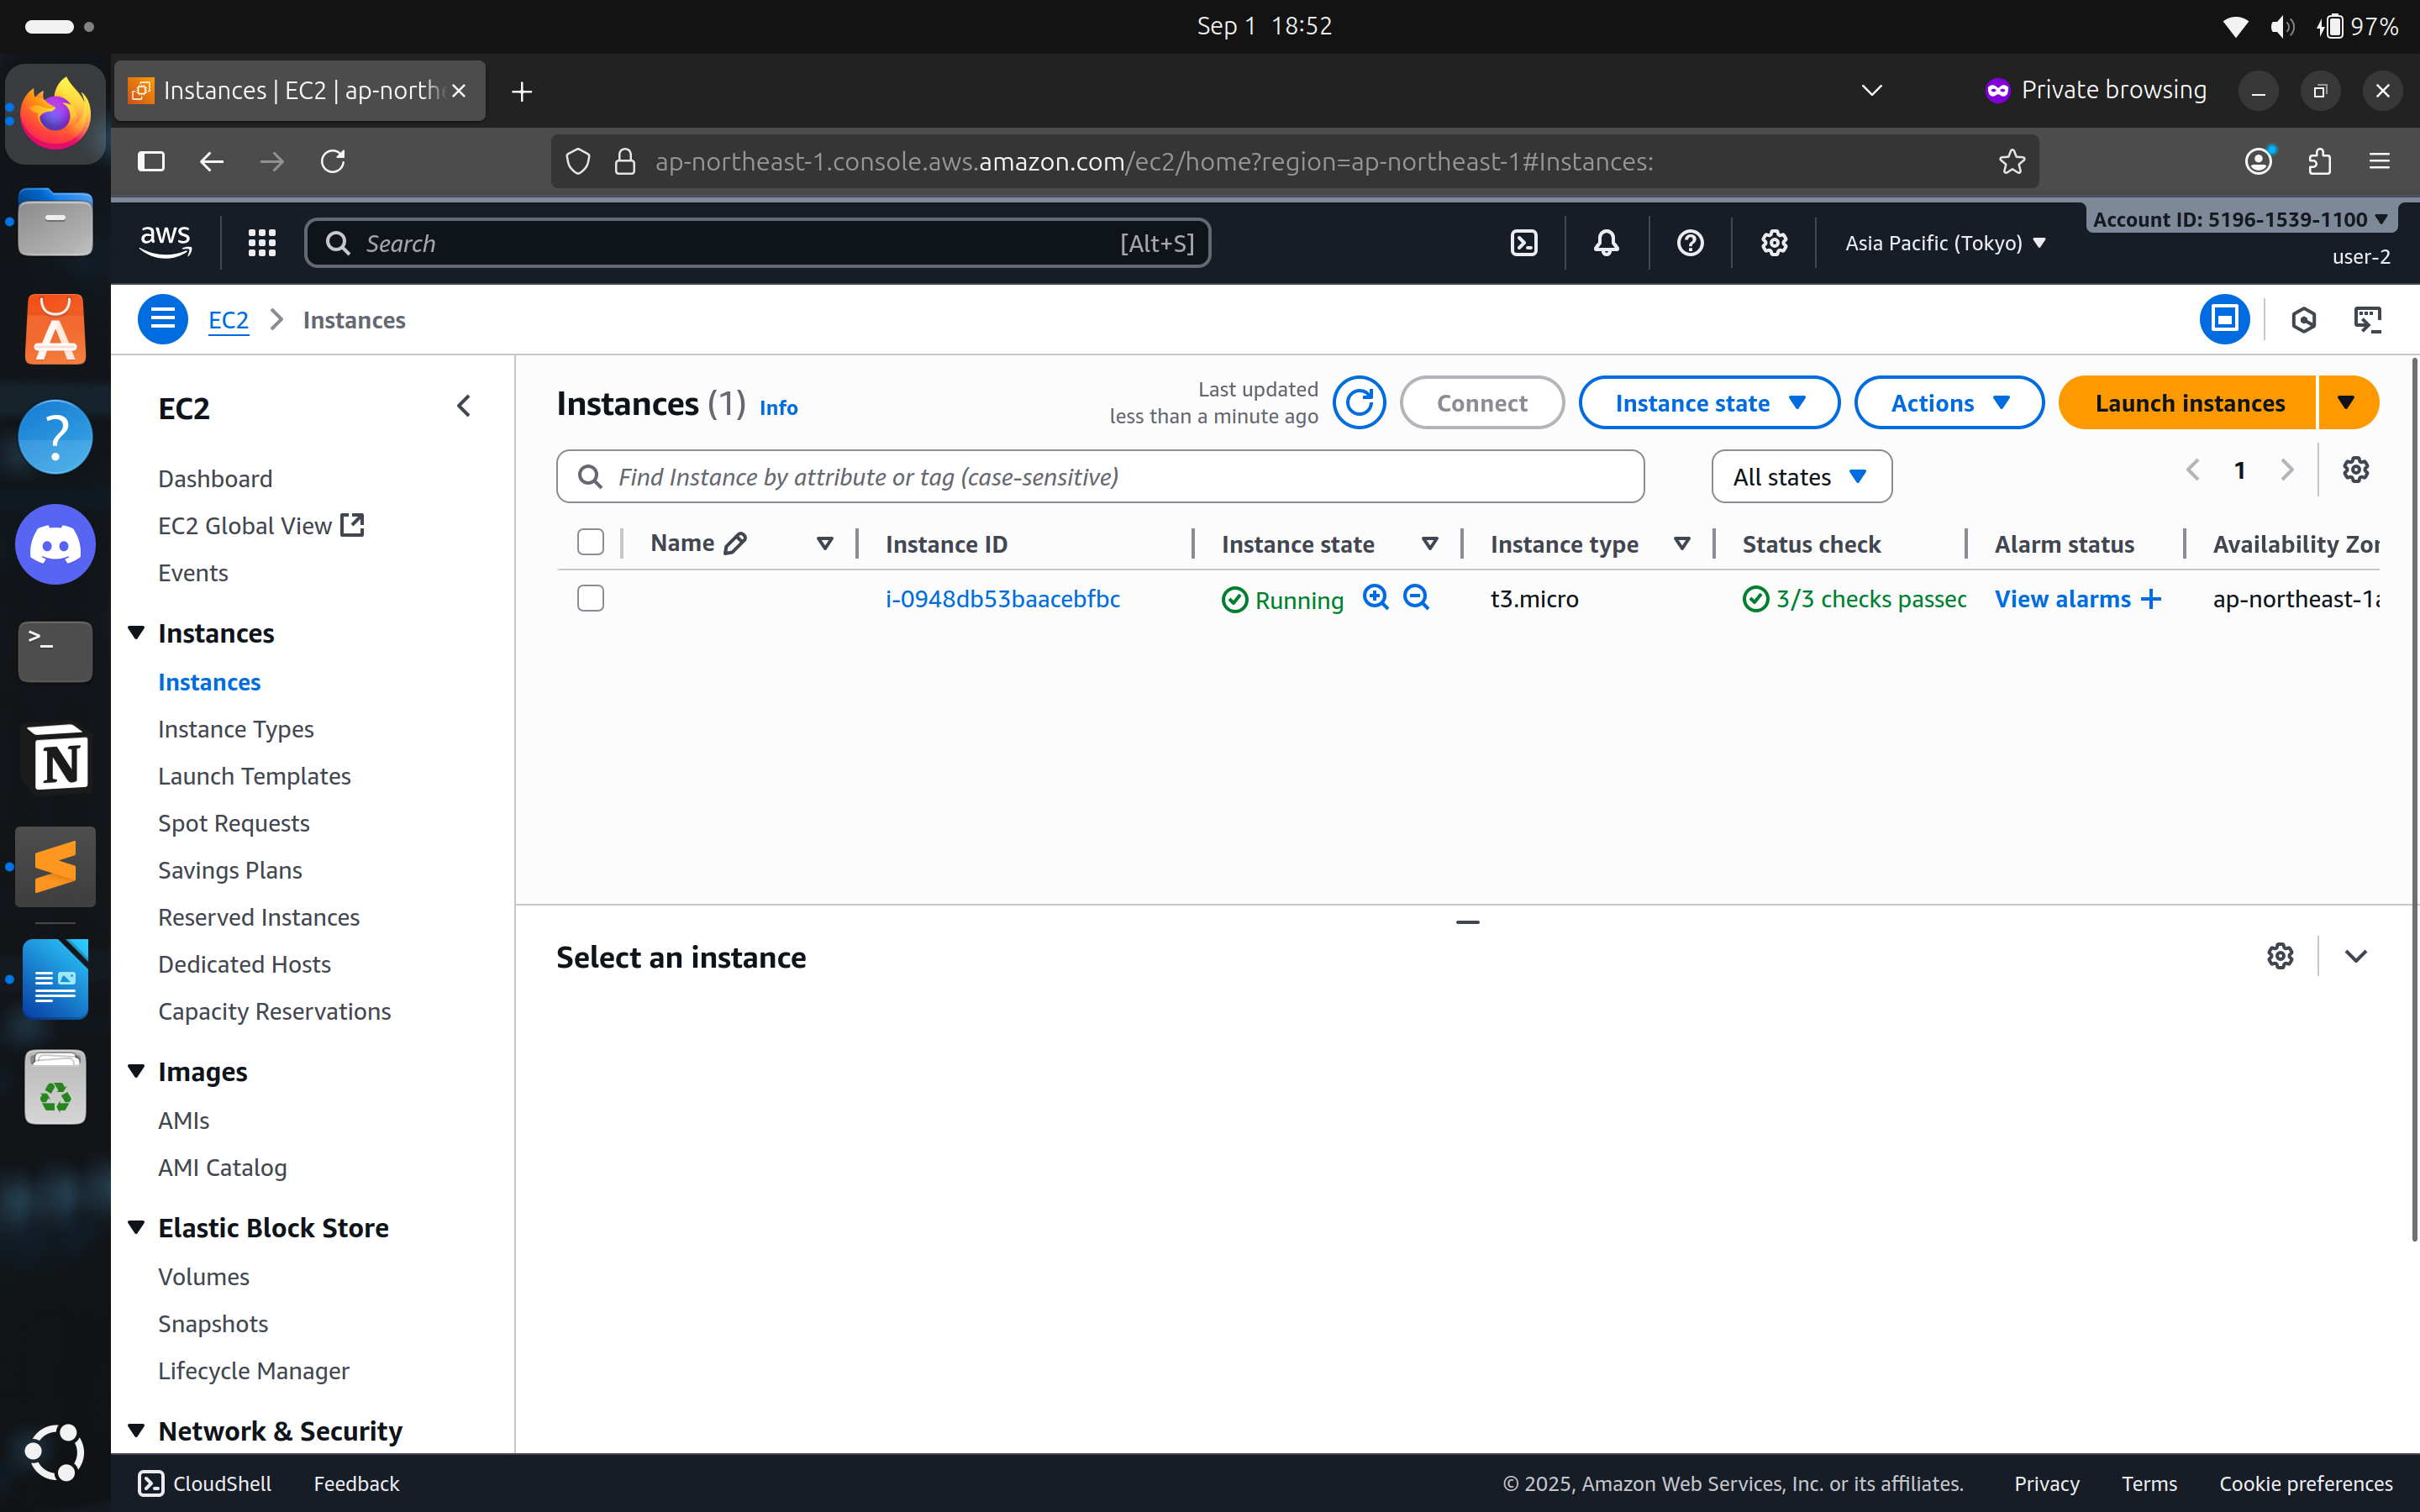 Sep 1 18:52
97%
Instances | EC2 | ap-north
Private browsing
ap-northeast-1.console.aws.amazon.com/ec2/home?region=ap-northeast-1#Instances:
aws
Search
[Alt+S]
Asia Pacific (Tokyo)
Account ID: 5196-1539-1100
user-2
EC2
Instances
EC2
Dashboard
EC2 Global View
Events
Instances
Instances
Instance Types
Launch Templates
Spot Requests
Savings Plans
Reserved Instances
Dedicated Hosts
Capacity Reservations
Images
AMIs
AMI Catalog
Elastic Block Store
Volumes
Snapshots
Lifecycle Manager
Network & Security
Instances (1) Info
Last updated
less than a minute ago
Connect
Instance state
Actions
Launch instances
Find Instance by attribute or tag (case-sensitive)
All states
1
Name
Instance ID
Instance state
Instance type
Status check
Alarm status
Availability Zon
i-0948db53baacebfbc
Running
t3.micro
3/3 checks passed
View alarms
ap-northeast-1a
Select an instance
CloudShell
Feedback
© 2025, Amazon Web Services, Inc. or its affiliates.
Privacy
Terms
Cookie preferences